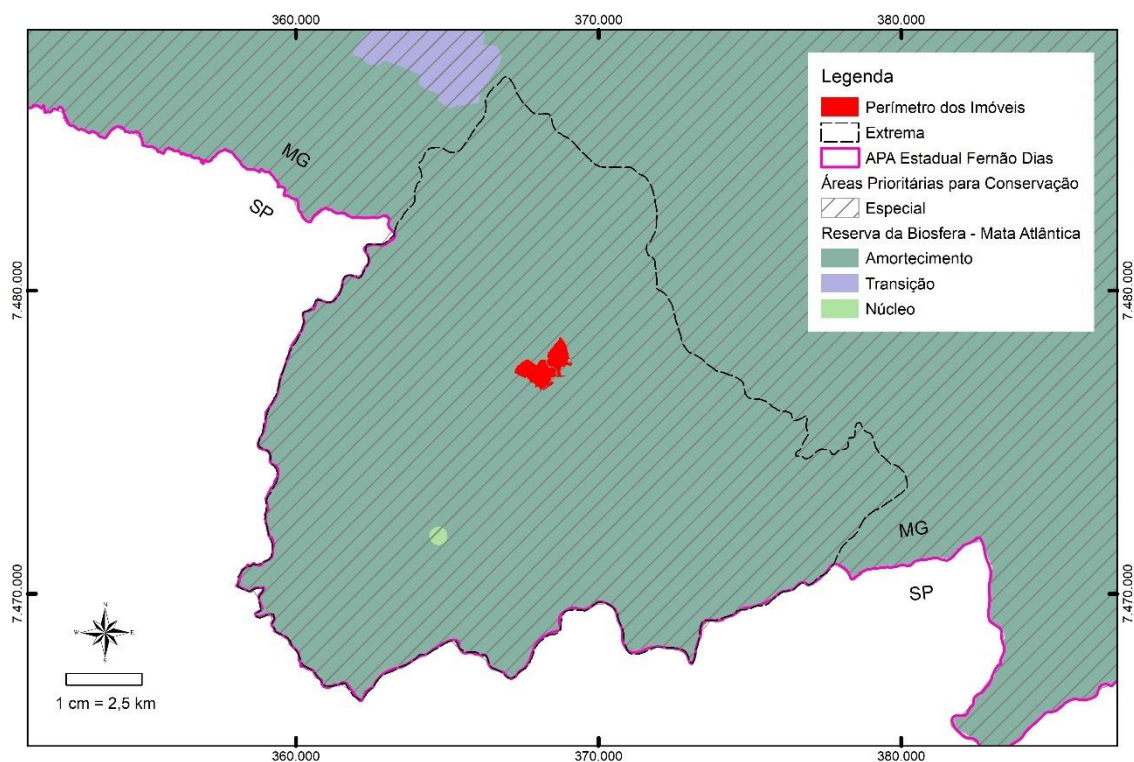 360.000
370.000
380.000
Legenda
Perímetro dos Imóveis
Extrema
APA Estadual Fernão Dias
Áreas Prioritárias para Conservação
Especial
Reserva da Biosfera - Mata Atlântica
Amortecimento
Transição
Núcleo
MG
SP
7.480.000
7.480.000
MG
SP
7.470.000
7.470.000
N
W
E
S
1 cm = 2,5 km
360.000
370.000
380.000